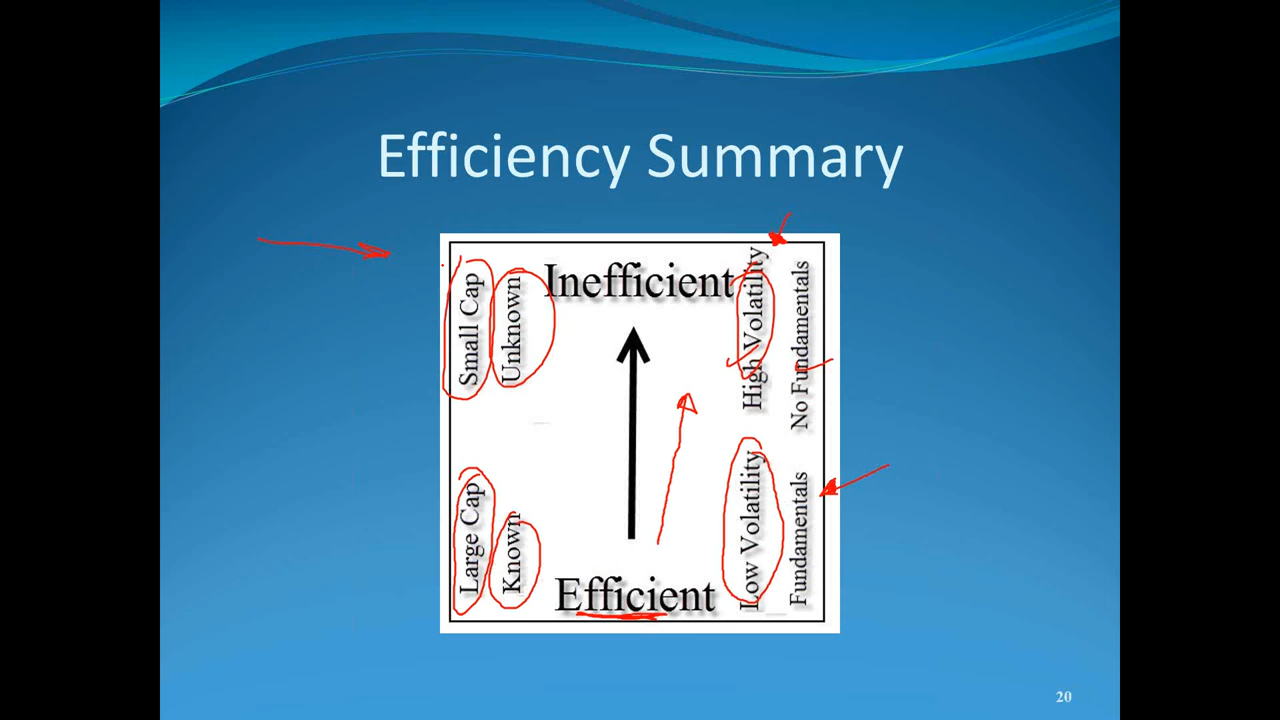 Efficiency Summary
Small Cap
Unknown
Inefficient
High Volatility
No Fundamentals
Large Cap
Known
Efficient
Low Volatility
Fundamentals
20